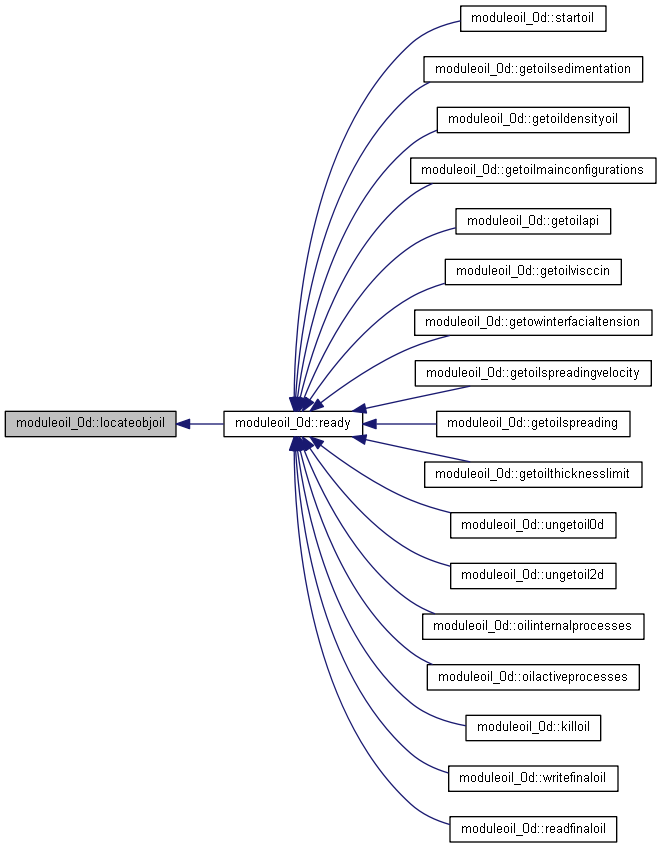 moduleoil_0d::startoil
moduleoil_0d::getoilsedimentation
moduleoil_0d::getoildensityoil
moduleoil_0d::getoilmainconfigurations
moduleoil_0d::getoilapi
moduleoil_0d::getoilvisccin
moduleoil_0d::getowinterfacialtension
moduleoil_0d::getoilspreadingvelocity
moduleoil_0d::locateobjoil
moduleoil_0d::ready
moduleoil_0d::getoilspreading
moduleoil_0d::getoilthicknesslimit
moduleoil_0d::ungetoil0d
moduleoil_0d::ungetoil2d
moduleoil_0d::oilinternalprocesses
moduleoil_0d::oilactiveprocesses
moduleoil_0d::killoil
moduleoil_0d::writefinaloil
moduleoil_0d::readfinaloil